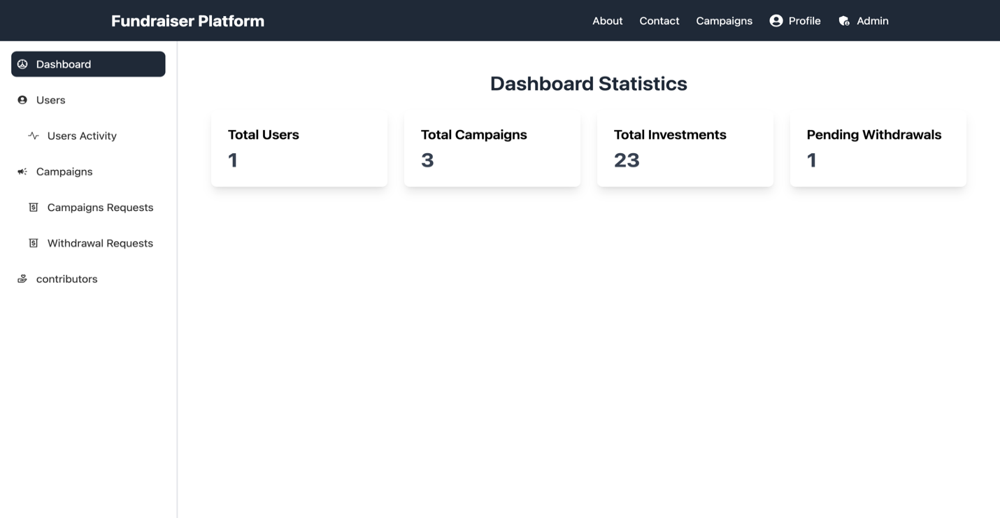 Fundraiser Platform
About
Contact
Campaigns
Profile
Admin
Dashboard
Users
Users Activity
Campaigns
Campaigns Requests
Withdrawal Requests
contributors
Dashboard Statistics
Total Users
1
Total Campaigns
3
Total Investments
23
Pending Withdrawals
1